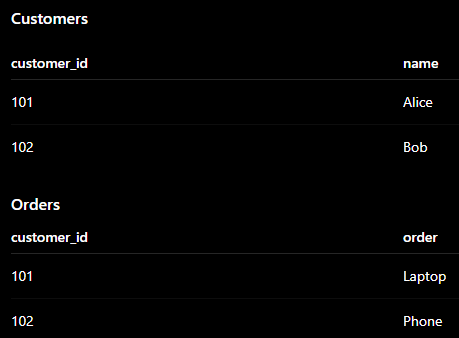 Customers
customer_id name
101 Alice
102 Bob
Orders
customer_id order
101 Laptop
102 Phone